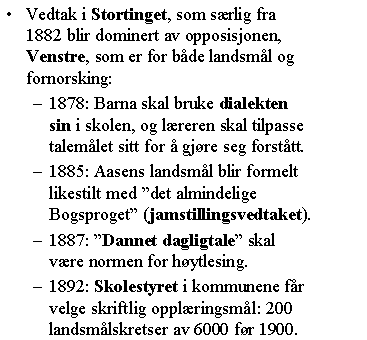 • Vedtak i Stortinget, som særlig fra
1882 blir dominert av opposisjonen,
Venstre, som er for både landsmål og
fornorsking:
– 1878: Barna skal bruke dialekten
sin i skolen, og læreren skal tilpasse
talemålet sitt for å gjøre seg forstått.
– 1885: Aasens landsmål blir formelt
likestilt med ”det almindelige
Bogsproget” (jamstillingsvedtaket).
– 1887: ”Dannet dagligtale” skal
være normen for høytlesing.
– 1892: Skolestyret i kommunene får
velge skriftlig opplæringsmål: 200
landsmålskretser av 6000 før 1900.